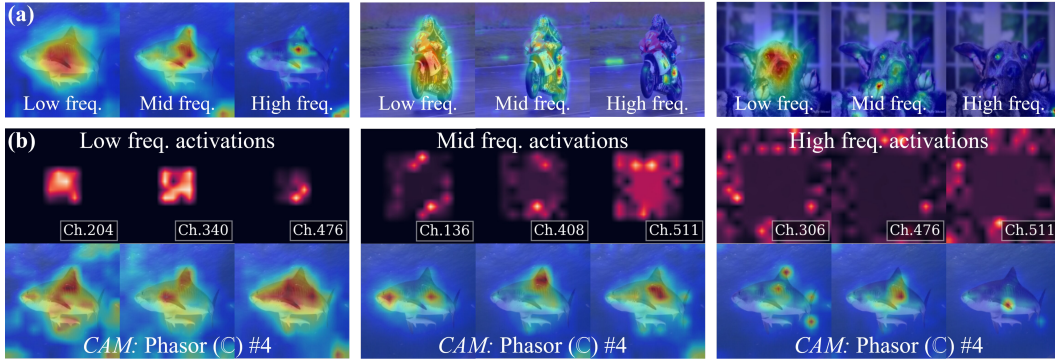 (a)
Low freq. Mid freq. High freq. Low freq. Mid freq. High freq. Low freq. Mid freq. High freq.
(b) Low freq. activations Mid freq. activations High freq. activations
Ch.204 Ch.340 Ch.476 Ch.136 Ch.408 Ch.511 Ch.306 Ch.476 Ch.511
CAM: Phasor (ℂ) #4 CAM: Phasor (ℂ) #4 CAM: Phasor (ℂ) #4